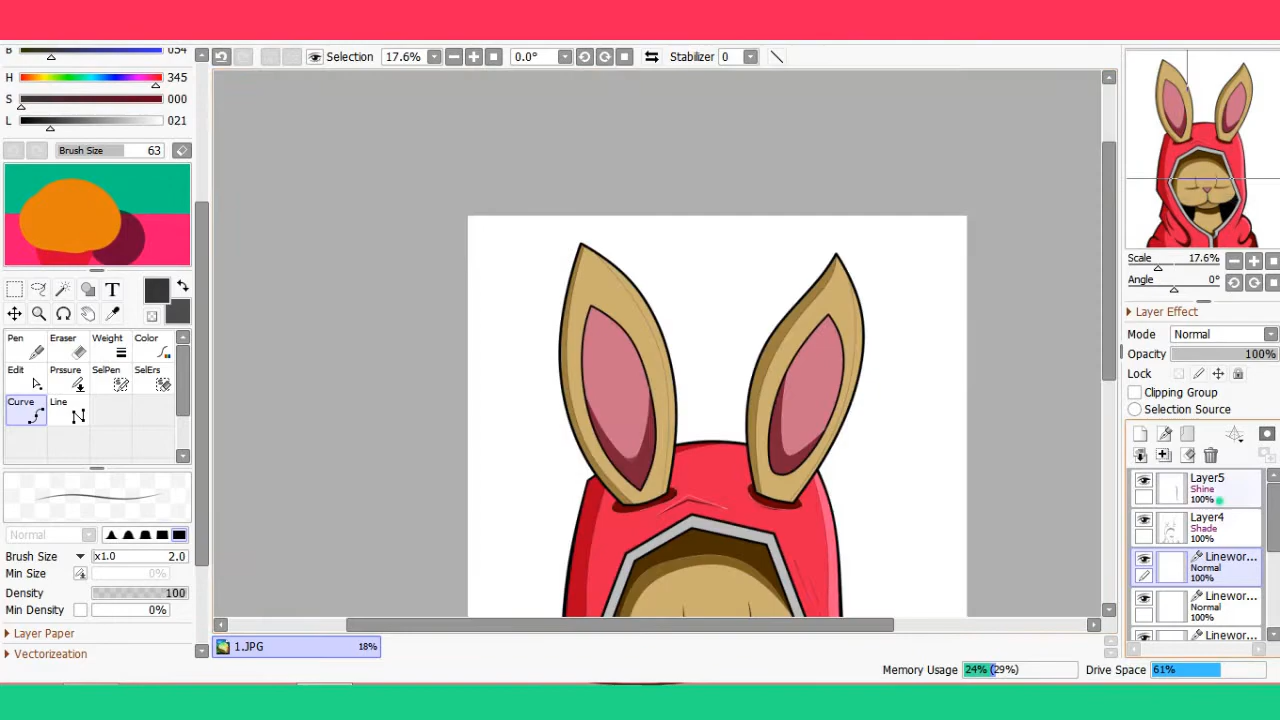 B 054
H 345
S 000
L 021
Brush Size 63
T
Pen Eraser Weight Color
Edit Prssure SelPen SelErs
Curve Line
Normal
Brush Size x1.0 2.0
Min Size 0%
Density 100
Min Density 0%
Layer Paper
Vectorizeation
Selection 17.6% 0.0° Stabilizer 0
1.JPG 18%
Memory Usage 24% (29%) Drive Space 61%
Scale 17.6%
Angle 0°
Layer Effect
Mode Normal
Opacity 100%
Lock
Clipping Group
Selection Source
Layer5
Shine
100%
Layer4
Shade
100%
Linewor...
Normal
100%
Linewor...
Normal
100%
Linewor...